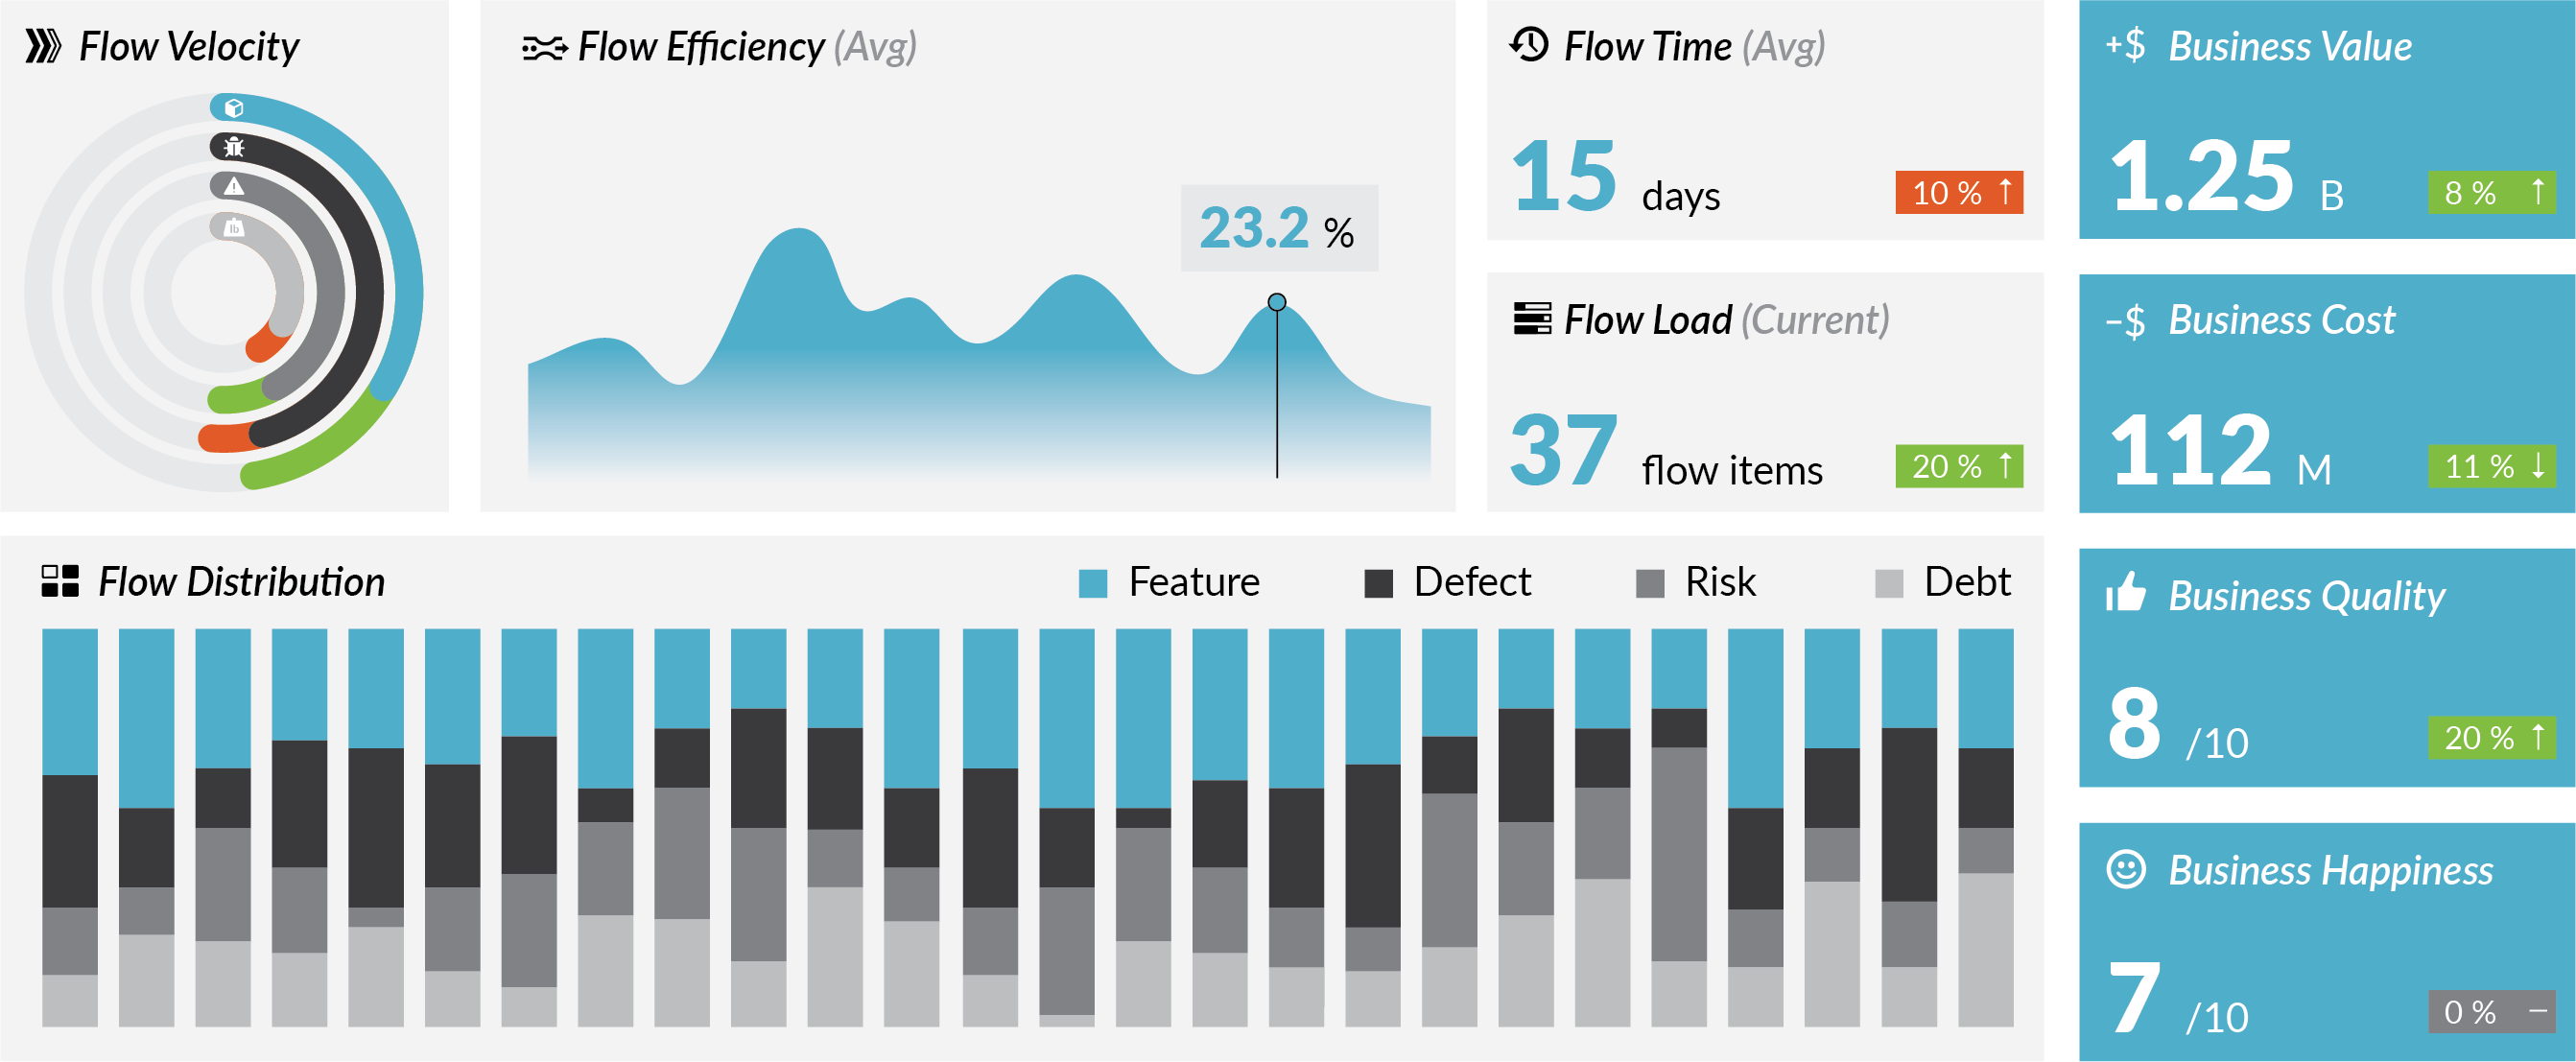 Flow Velocity
lb
Flow Efficiency (Avg)
23.2 %
Flow Time (Avg)
15 days
10 % ↑
Flow Load (Current)
37 flow items
20 % ↑
+$ Business Value
1.25 B
8 % ↑
-$ Business Cost
112 M
11 % ↓
Business Quality
8 /10
20 % ↑
Business Happiness
7 /10
0 % –
Flow Distribution
Feature
Defect
Risk
Debt